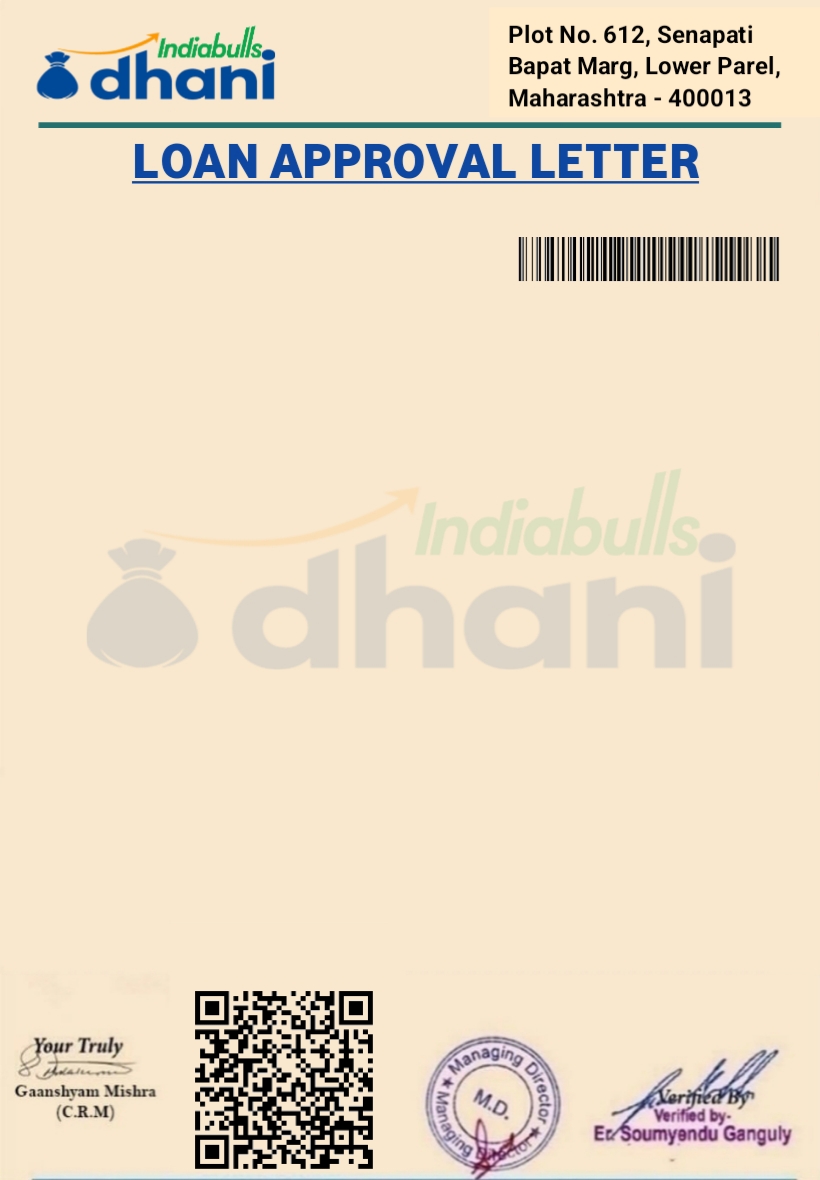 Indiabulls
dhani
Plot No. 612, Senapati
Bapat Marg, Lower Parel,
Maharashtra - 400013
LOAN APPROVAL LETTER
Indiabulls
dhani
Your Truly
Gaanshyam Mishra
(C.R.M)
Managing Director
M.D.
Managing Director
Verified By
Verified by-
Er. Soumyendu Ganguly